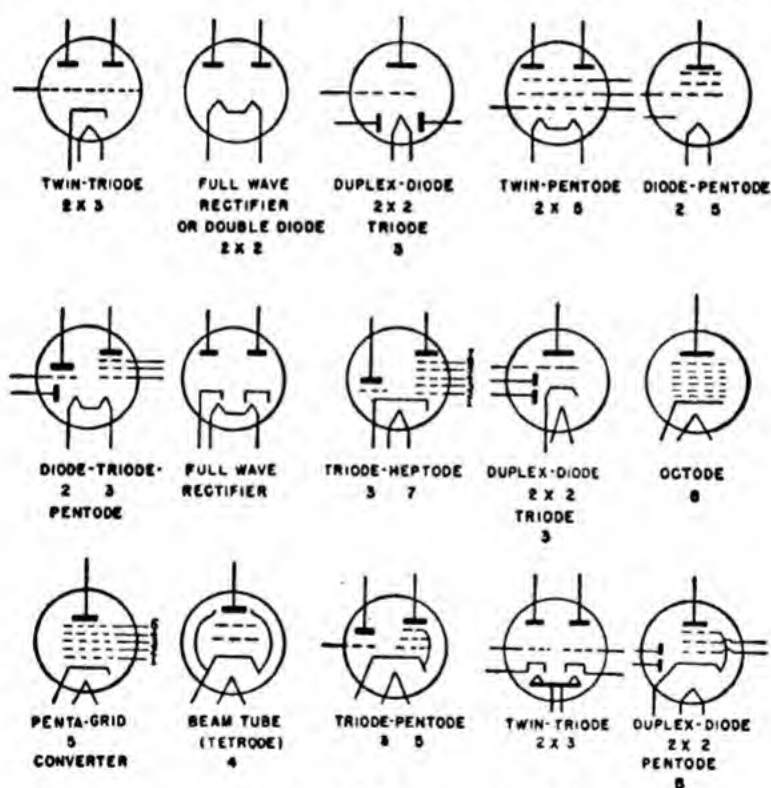 TWIN-TRIODE
2 X 3
FULL WAVE
RECTIFIER
OR DOUBLE DIODE
2 X 2
DUPLEX-DIODE
2 X 2
TRIODE
3
TWIN-PENTODE
2 X 5
DIODE-PENTODE
2 5
DIODE-TRIODE-
2 3
PENTODE
FULL WAVE
RECTIFIER
TRIODE-HEPTODE
3 7
DUPLEX-DIODE
2 X 2
TRIODE
3
OCTODE
8
PENTA-GRID
5
CONVERTER
BEAM TUBE
(TETRODE)
4
TRIODE-PENTODE
3 5
TWIN-TRIODE
2 X 3
DUPLEX-DIODE
2 X 2
PENTODE